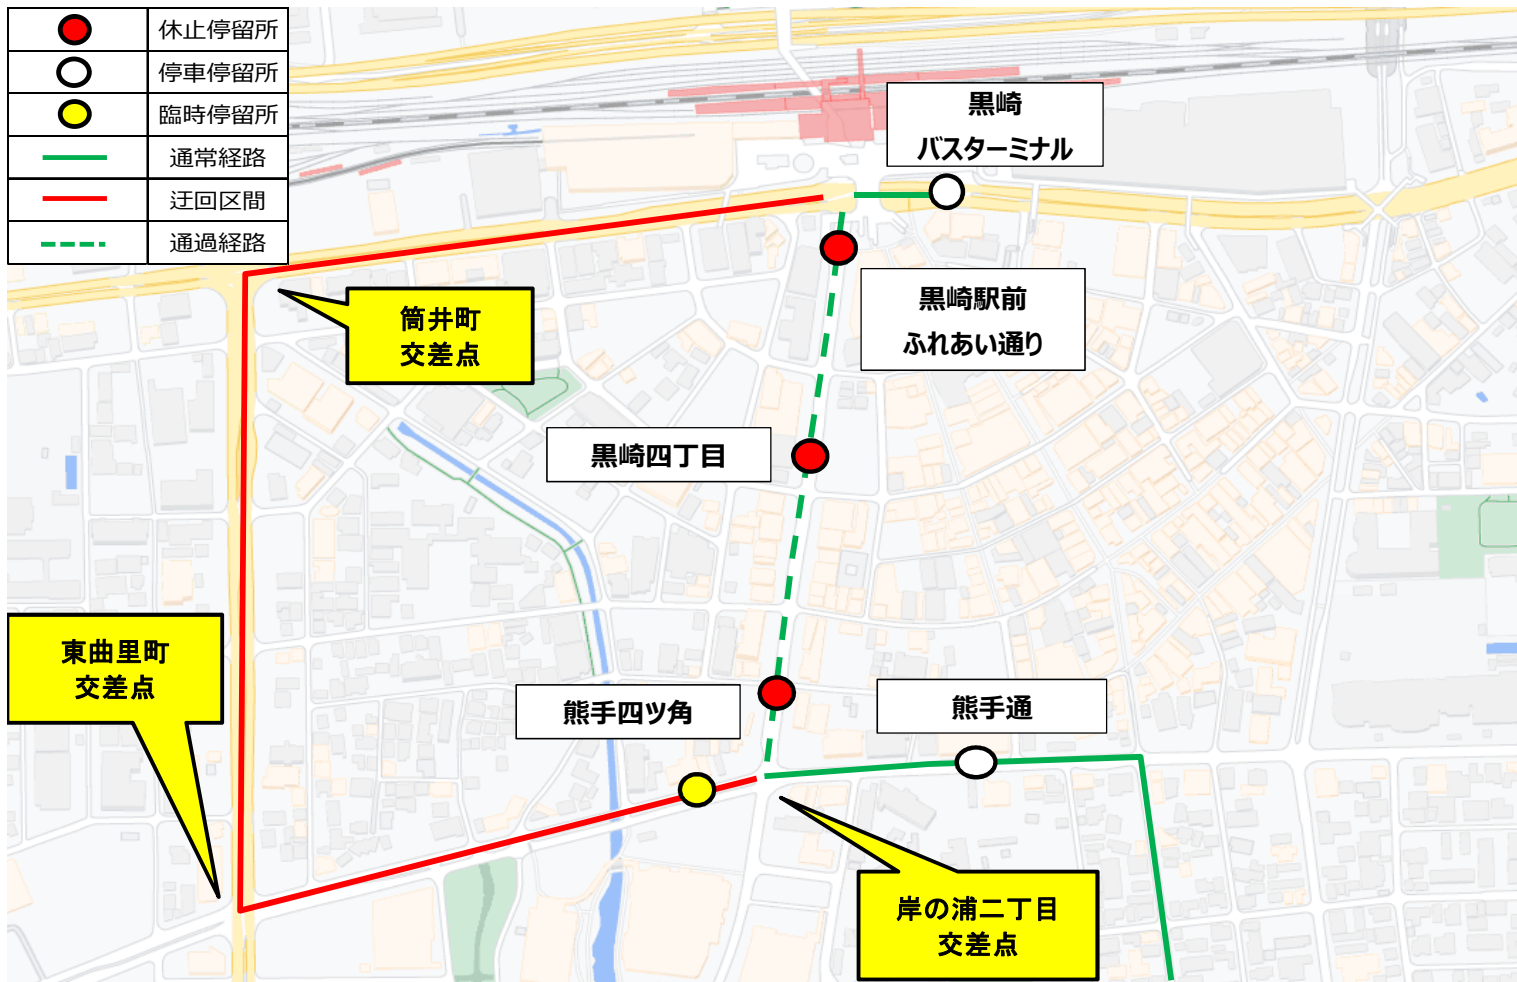 休止停留所
停車停留所
臨時停留所
通常経路
迂回区間
通過経路
黒崎
バスターミナル
黒崎駅前
ふれあい通り
筒井町
交差点
黒崎四丁目
東曲里町
交差点
熊手四ツ角
熊手通
岸の浦二丁目
交差点